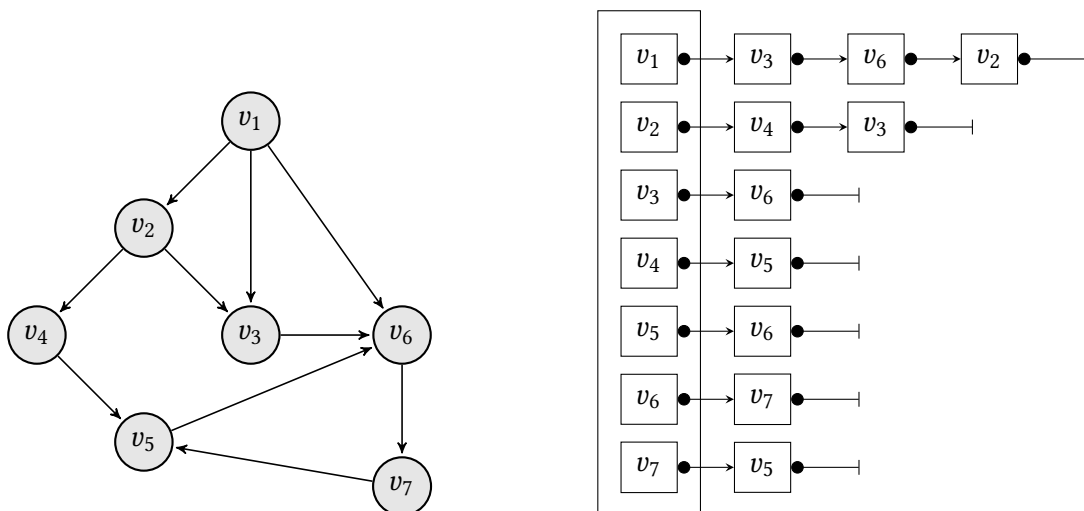 v₁
v₂
v₄
v₃
v₆
v₅
v₇
v₁ v₃ v₆ v₂
v₂ v₄ v₃
v₃ v₆
v₄ v₅
v₅ v₆
v₆ v₇
v₇ v₅